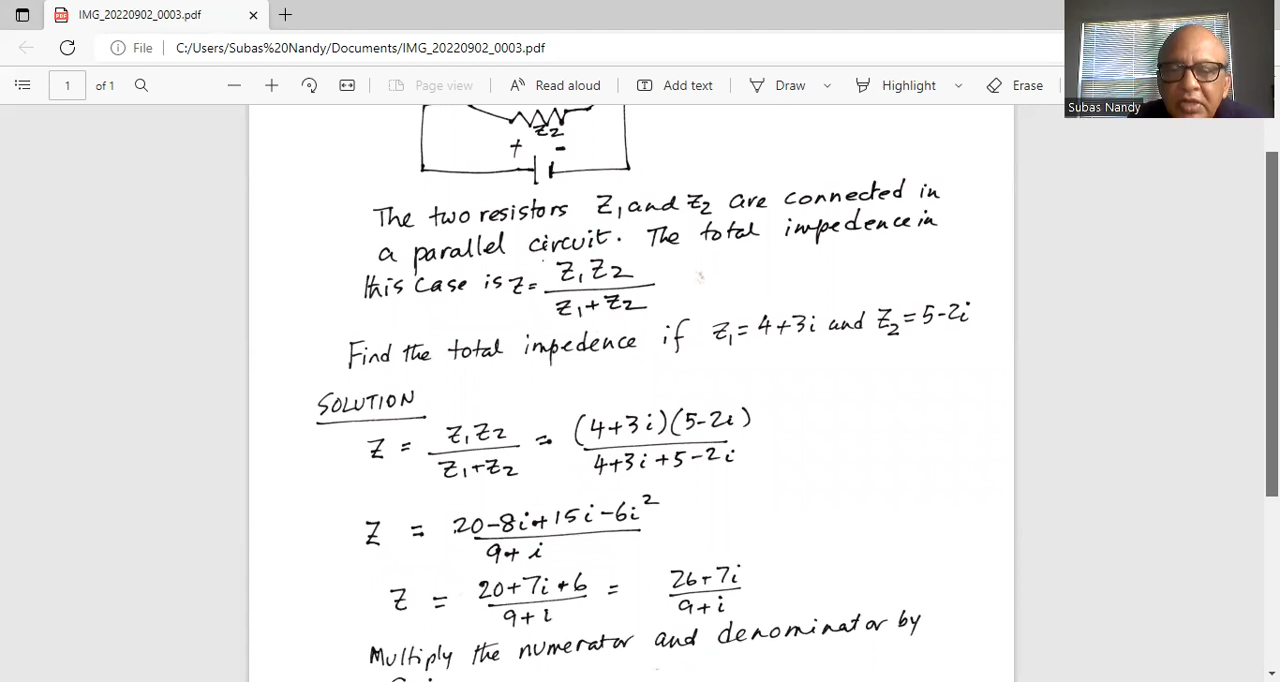 IMG_20220902_0003.pdf
File C:/Users/Subas%20Nandy/Documents/IMG_20220902_0003.pdf
1 of 1 Page view Read aloud Add text Draw Highlight Erase
Subas Nandy
Z2
+ -
The two resistors Z1 and Z2 are connected in
a parallel circuit. The total impedence in
this case is Z = Z1Z2 / Z1+Z2
Find the total impedence if Z1 = 4+3i and Z2 = 5-2i
SOLUTION
Z = Z1Z2 / Z1+Z2 = (4+3i)(5-2i) / 4+3i+5-2i
Z = 20-8i+15i-6i² / 9+i
Z = 20+7i+6 / 9+i = 26+7i / 9+i
Multiply the numerator and denominator by